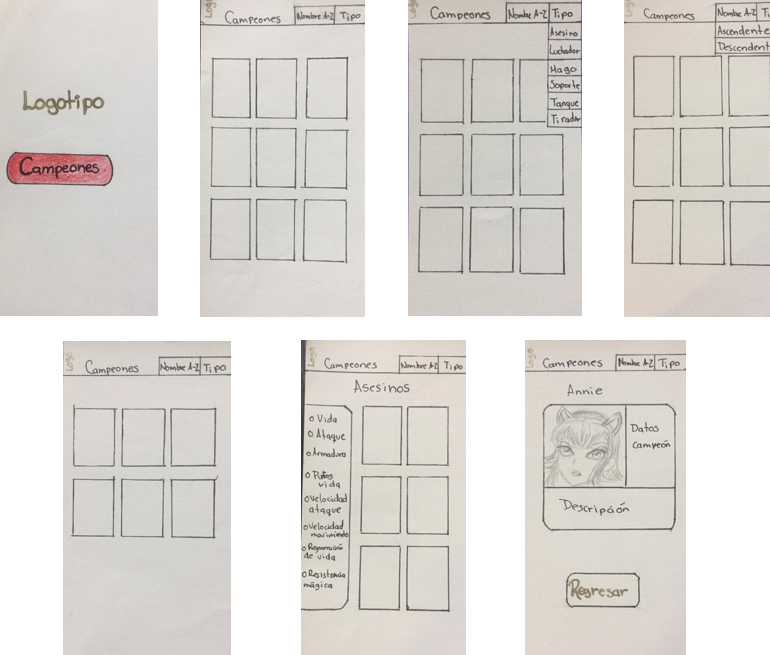 Logotipo
Campeones
Logo
Campeones
Nombre A-Z
Tipo
Campeones
Nombre A-Z
Tipo
Asesino
Luchador
Mago
Soporte
Tanque
Tirador
Campeones
Nombre A-Z
Ti
Ascendente
Descendent
Campeones
Nombre A-Z
Tipo
Campeones
Nombre A-Z
Tipo
Asesinos
Vida
Ataque
Armadura
Puntos
vida
Velocidad
ataque
Velocidad
movimiento
Regeneración
de vida
Resistencia
mágica
Campeones
Nombre A-Z
Tipo
Annie
Datos
Campeón
Descripción
Regresar